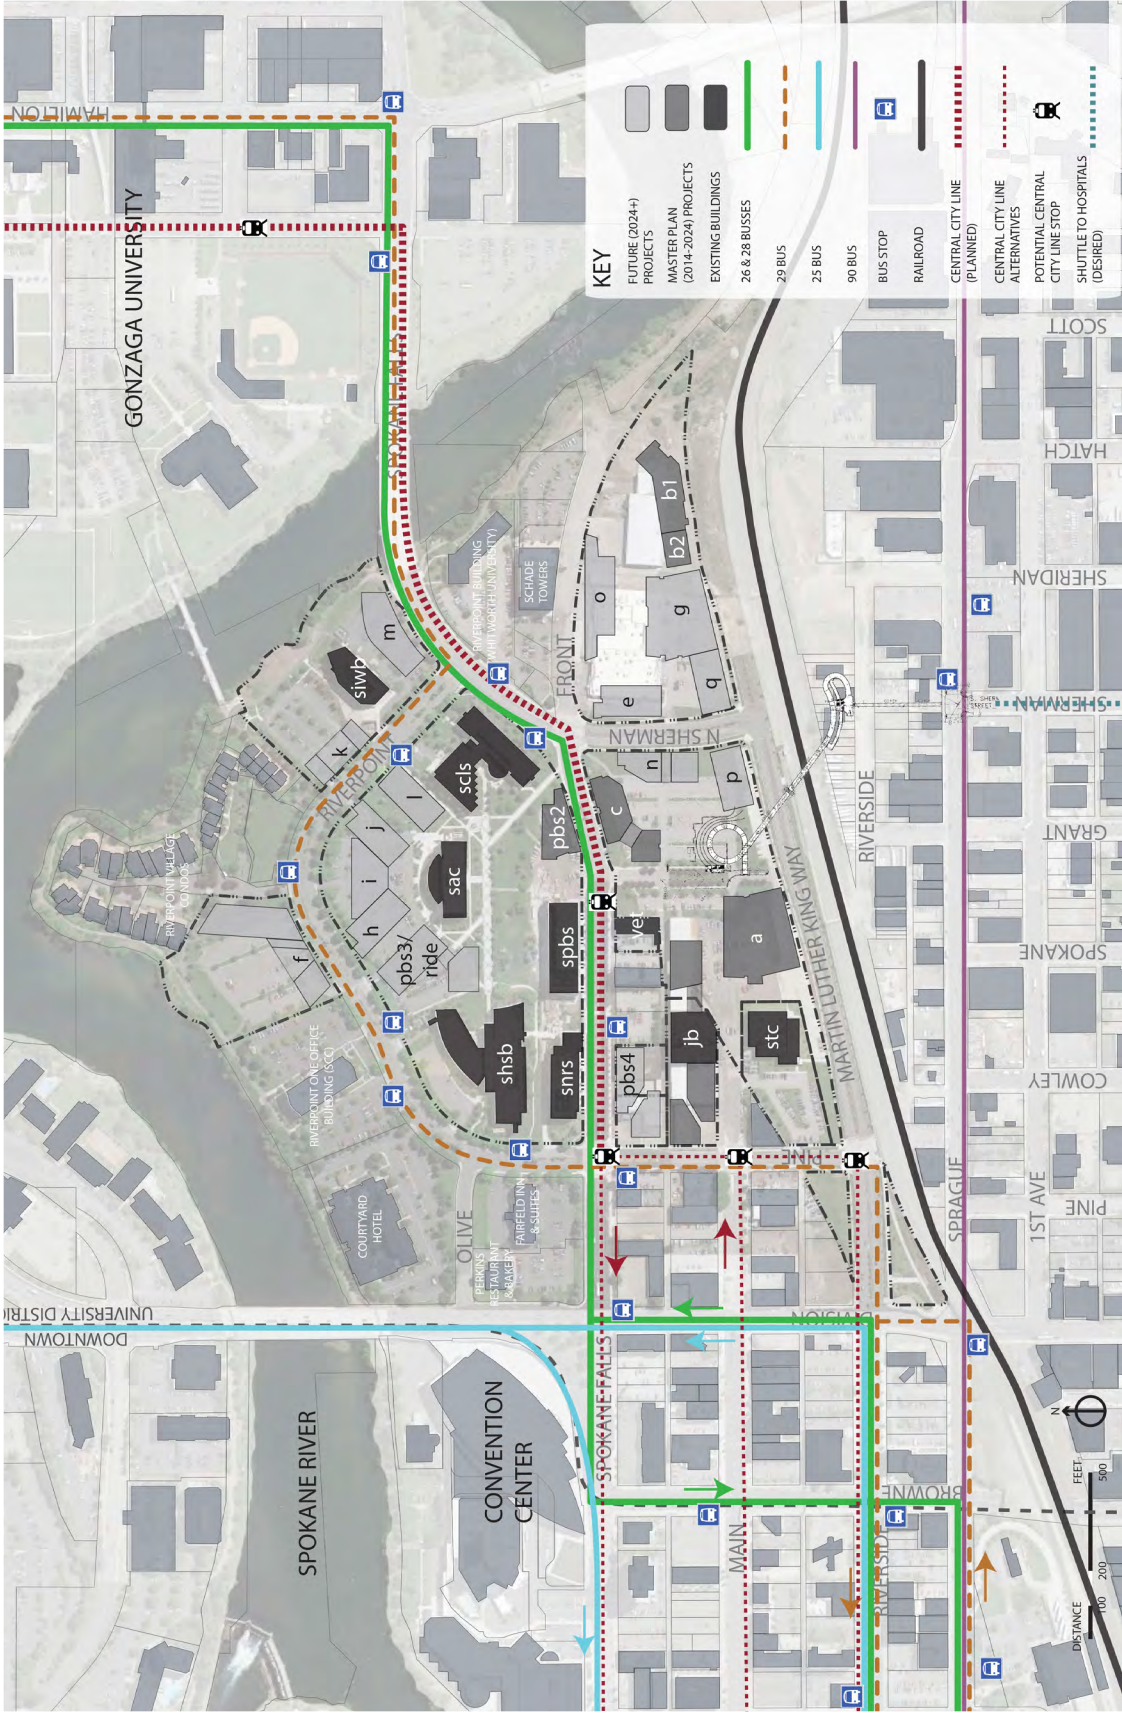 HAMILTON
GONZAGA UNIVERSITY
SPOKANE FALLS
RIVERPOINT BUILDING
(WHITWORTH UNIVERSITY)
SCHADE
TOWERS
m
siwb
k
RIVERPOINT
RIVERPOINT VILLAGE
CONDOS
l
j
i
h
pbs3/
ride
f
scls
sac
pbs2
spbs
shsb
snrs
RIVERPOINT ONE OFFICE
BUILDING (SCC)
COURTYARD
HOTEL
OLIVE
FAIRFELD INN
& SUITES
PERKINS
RESTAURANT
& BAKERY
FRONT
o
b1
b2
g
e
q
N SHERMAN
n
p
c
vet
a
pbs4
jb
stc
MARTIN LUTHER KING WAY
PINE
RIVERSIDE
SPRAGUE
1ST AVE
SCOTT
HATCH
SHERIDAN
SHERMAN
GRANT
SPOKANE
COWLEY
PINE
DIVISION
BROWNE
UNIVERSITY DISTRIC
DOWNTOWN
SPOKANE RIVER
CONVENTION
CENTER
SPOKANE FALLS
MAIN
RIVERSIDE
KEY
FUTURE (2024+)
PROJECTS
MASTER PLAN
(2014-2024) PROJECTS
EXISTING BUILDINGS
26 & 28 BUSSES
29 BUS
25 BUS
90 BUS
BUS STOP
RAILROAD
CENTRAL CITY LINE
(PLANNED)
CENTRAL CITY LINE
ALTERNATIVES
POTENTIAL CENTRAL
CITY LINE STOP
SHUTTLE TO HOSPITALS
(DESIRED)
N
DISTANCE
FEET
100
200
500